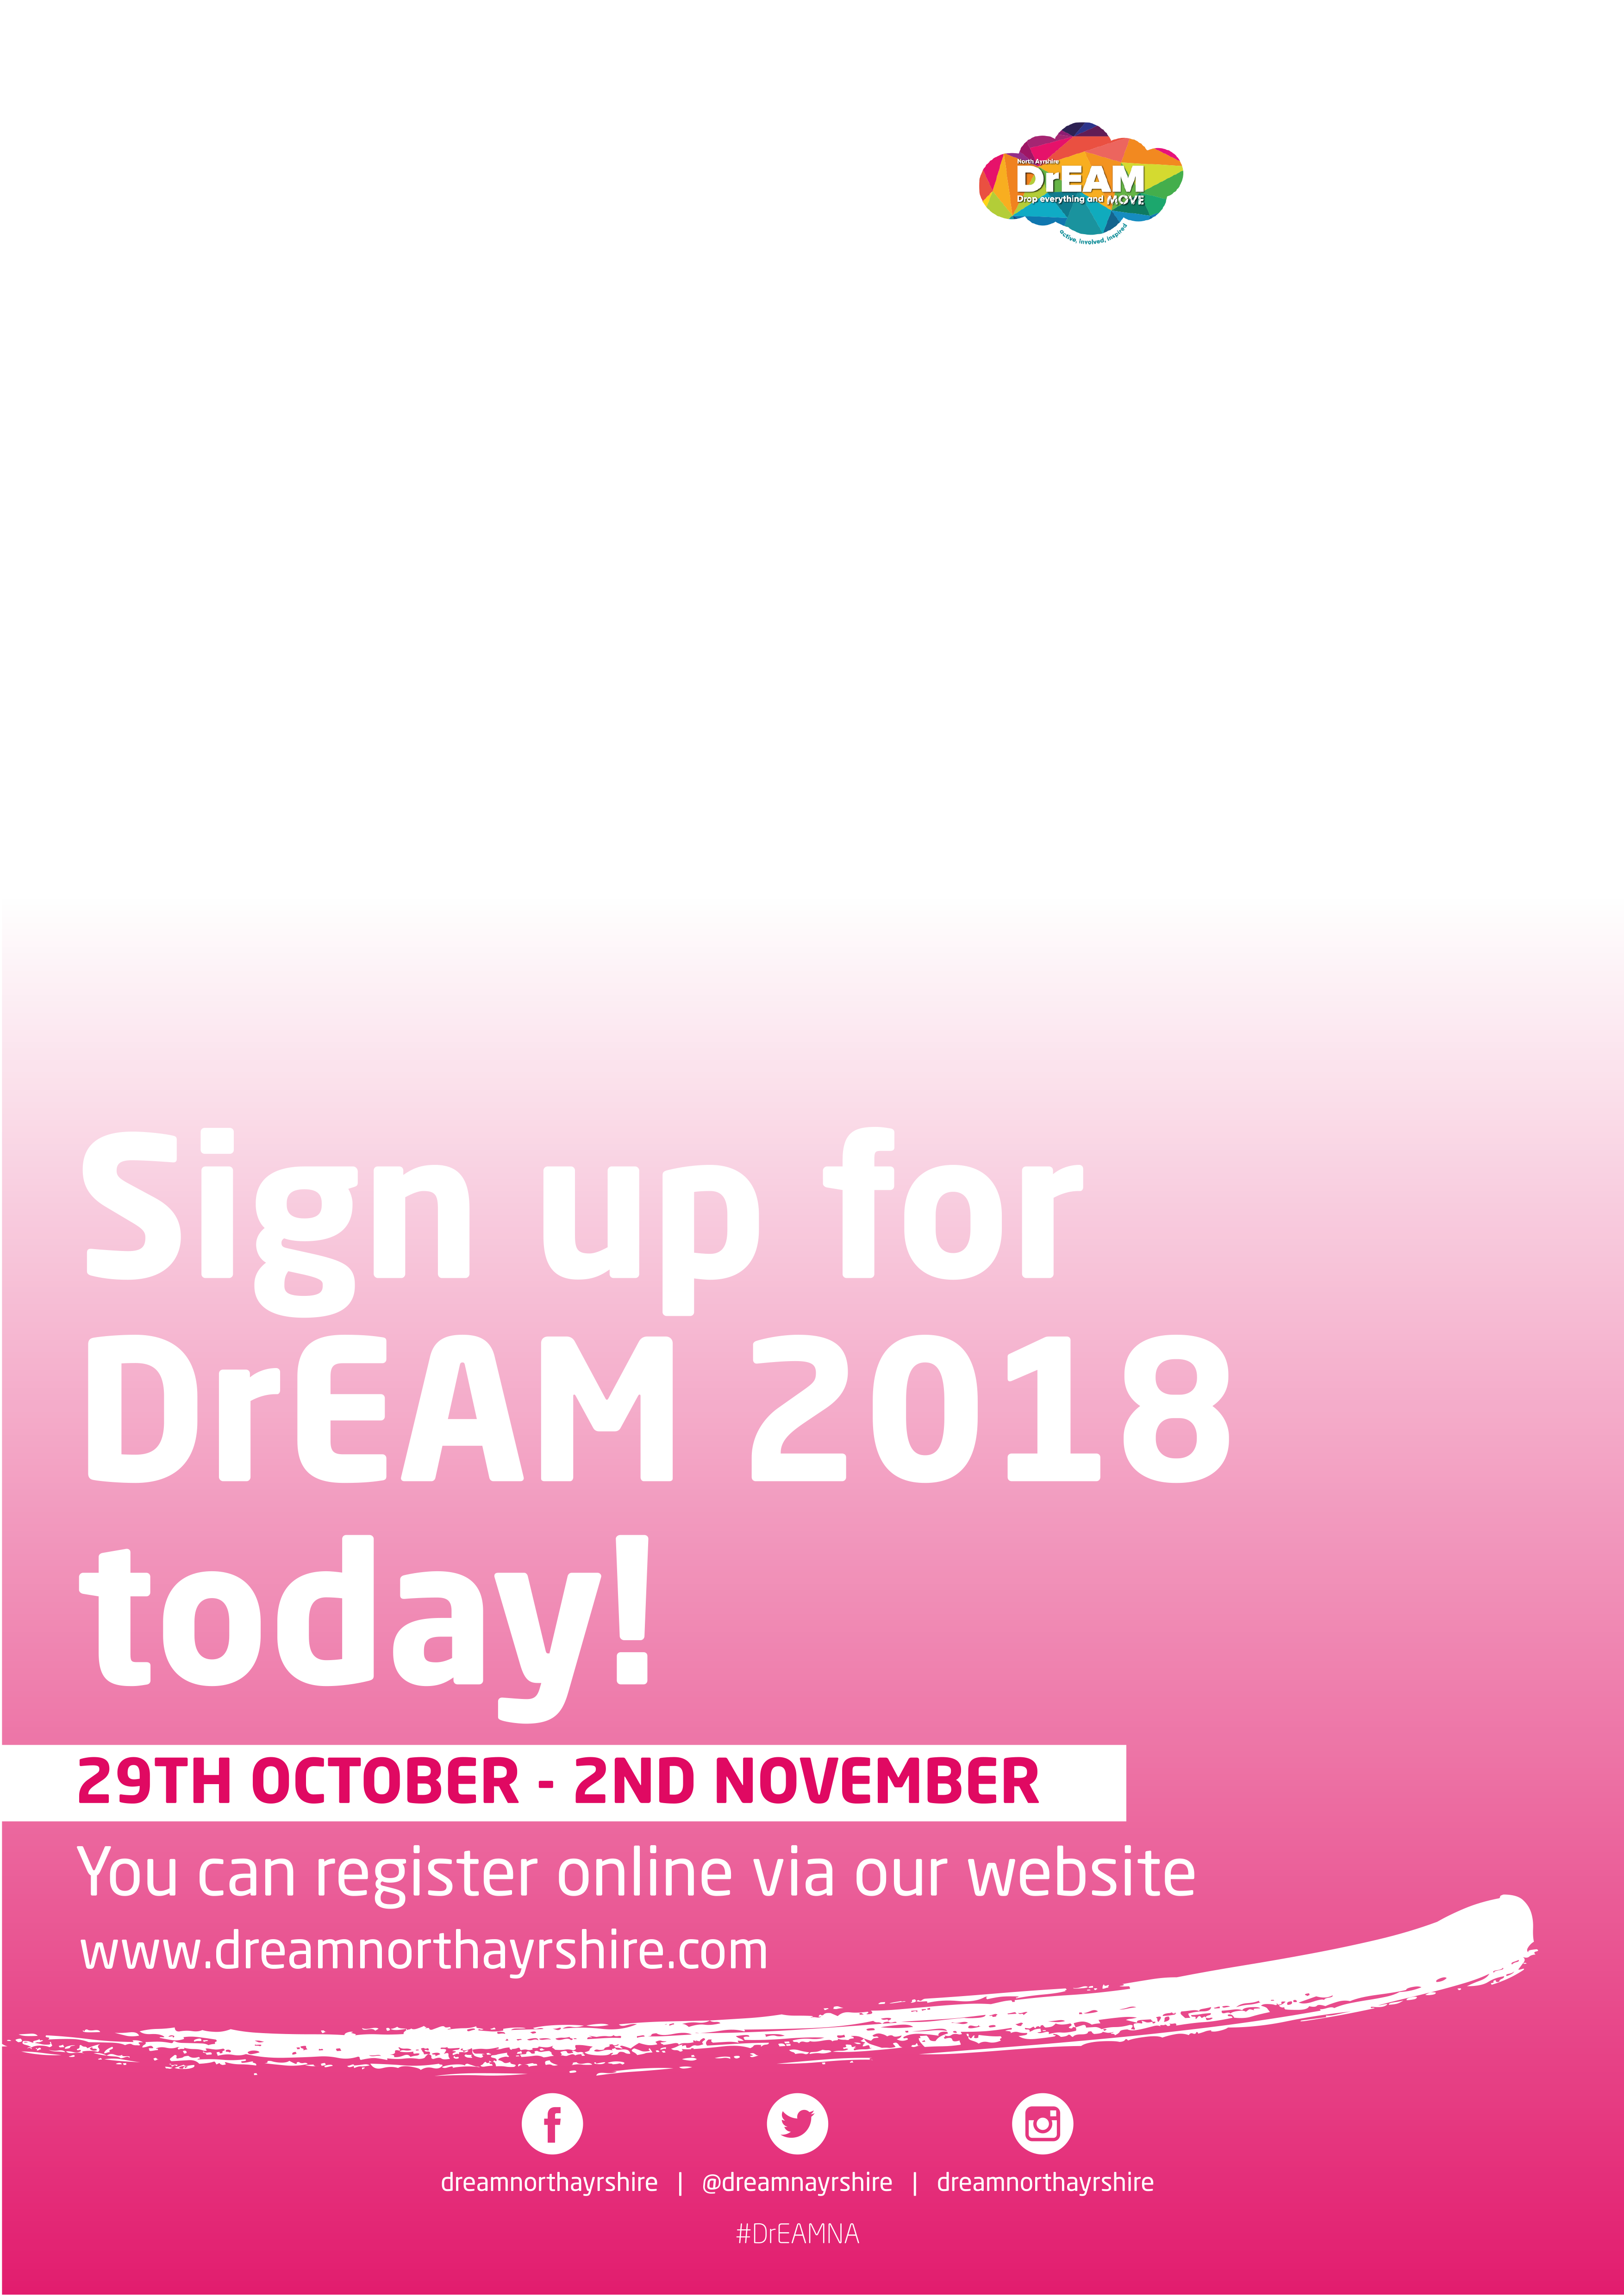 North Ayrshire
DrEAM
Drop everything and MOVE
active, involved, inspired
Sign up for
DrEAM 2018
today!
29TH OCTOBER - 2ND NOVEMBER
You can register online via our website
www.dreamnorthayrshire.com
dreamnorthayrshire | @dreamnayrshire | dreamnorthayrshire
#DrEAMNA